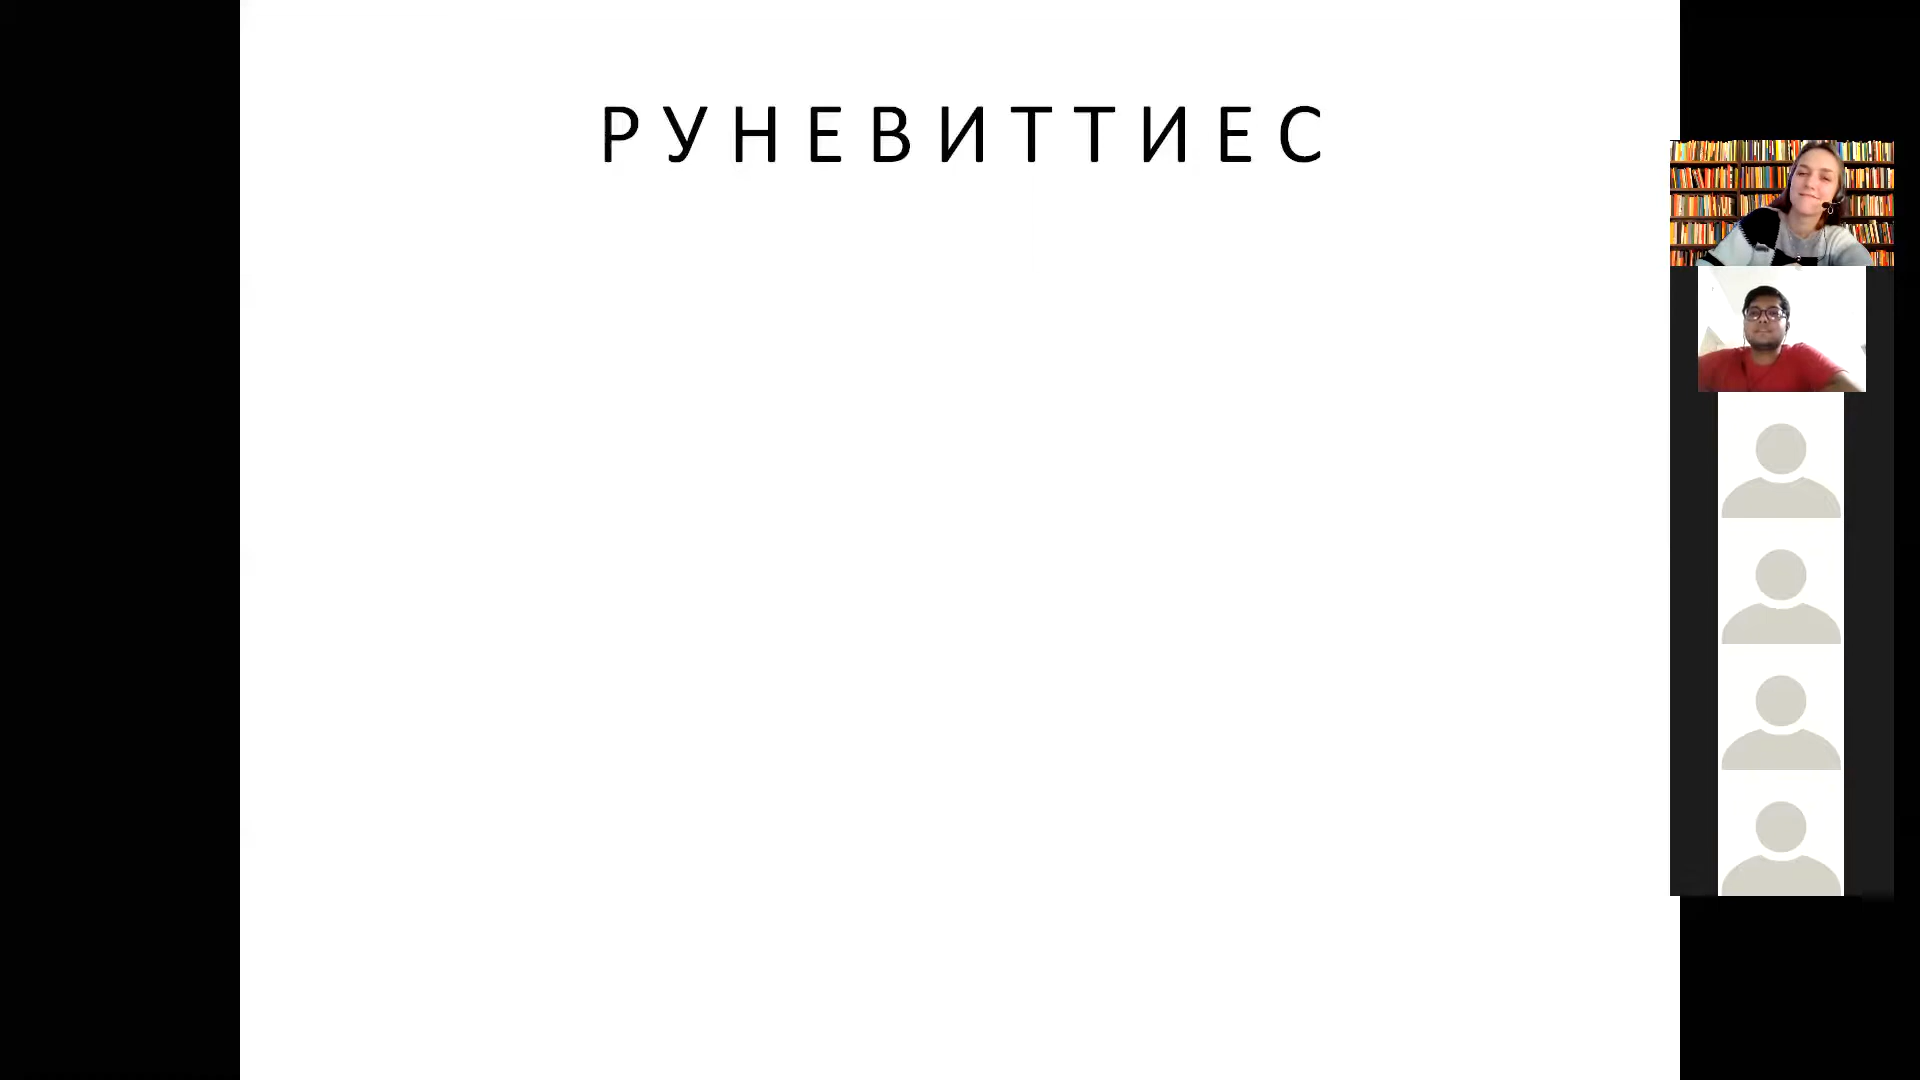 Р У Н Е В И Т Т И Е С